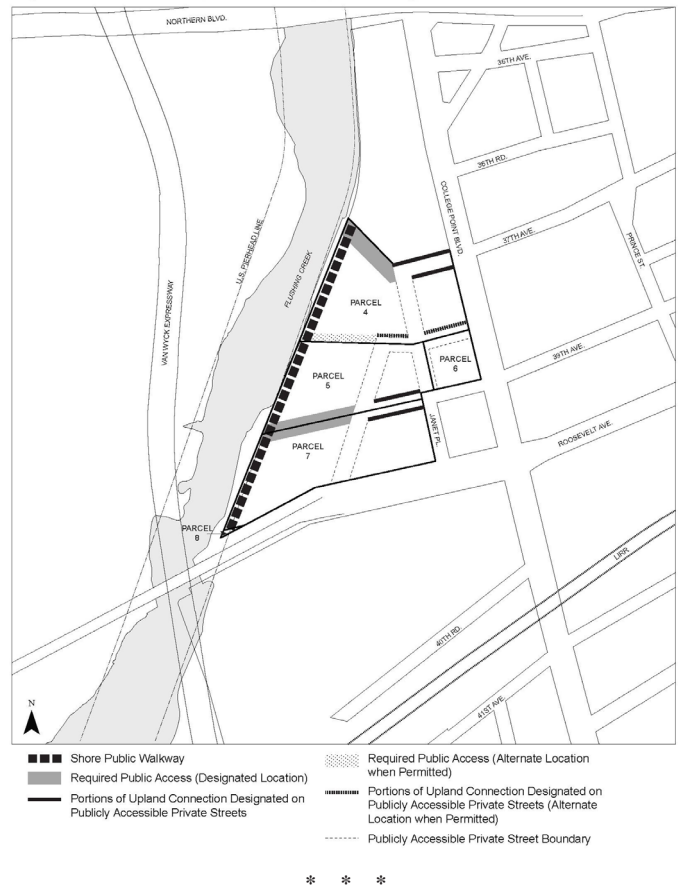 NORTHERN BLVD.
35TH AVE.
36TH RD.
COLLEGE POINT BLVD.
37TH AVE.
PRINCE ST.
U.S. PIERHEAD LINE
FLUSHING CREEK
VAN WYCK EXPRESSWAY
PARCEL
4
39TH AVE.
PARCEL
5
PARCEL
6
JANET PL.
ROOSEVELT AVE.
PARCEL
7
PARCEL
8
LIRR
40TH RD.
41ST AVE.
N
Shore Public Walkway
Required Public Access (Designated Location)
Portions of Upland Connection Designated on
Publicly Accessible Private Streets
Required Public Access (Alternate Location
when Permitted)
Portions of Upland Connection Designated on
Publicly Accessible Private Streets (Alternate
Location when Permitted)
Publicly Accessible Private Street Boundary
* * *